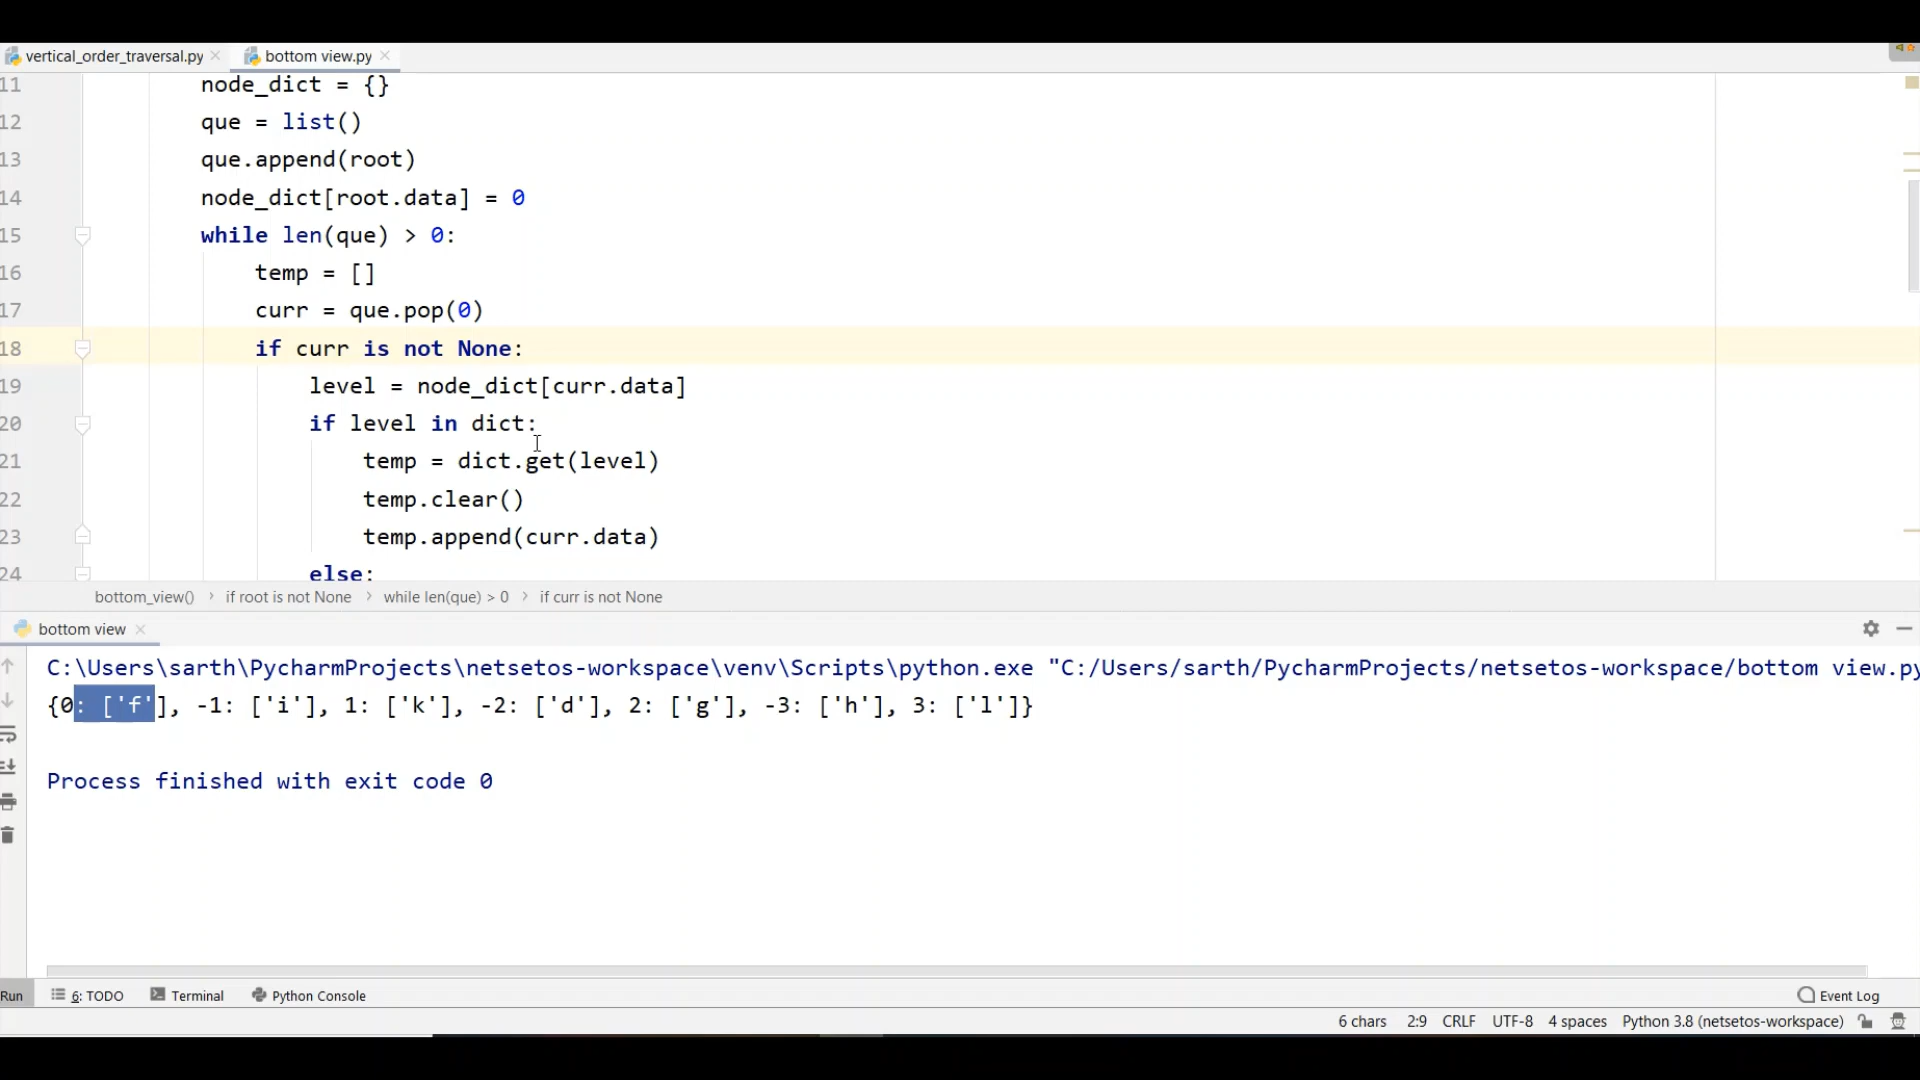 vertical_order_traversal.py
bottom view.py
11 node_dict = {}
12 que = list()
13 que.append(root)
14 node_dict[root.data] = 0
15 while len(que) > 0:
16 temp = []
17 curr = que.pop(0)
18 if curr is not None:
19 level = node_dict[curr.data]
20 if level in dict:
21 temp = dict.get(level)
22 temp.clear()
23 temp.append(curr.data)
24 else:
bottom_view() › if root is not None › while len(que) > 0 › if curr is not None
bottom view
C:\Users\sarth\PycharmProjects\netsetos-workspace\venv\Scripts\python.exe "C:/Users/sarth/PycharmProjects/netsetos-workspace/bottom view.py
{0: ['f'], -1: ['i'], 1: ['k'], -2: ['d'], 2: ['g'], -3: ['h'], 3: ['l']}
Process finished with exit code 0
Run 6: TODO Terminal Python Console Event Log
6 chars 2:9 CRLF UTF-8 4 spaces Python 3.8 (netsetos-workspace)